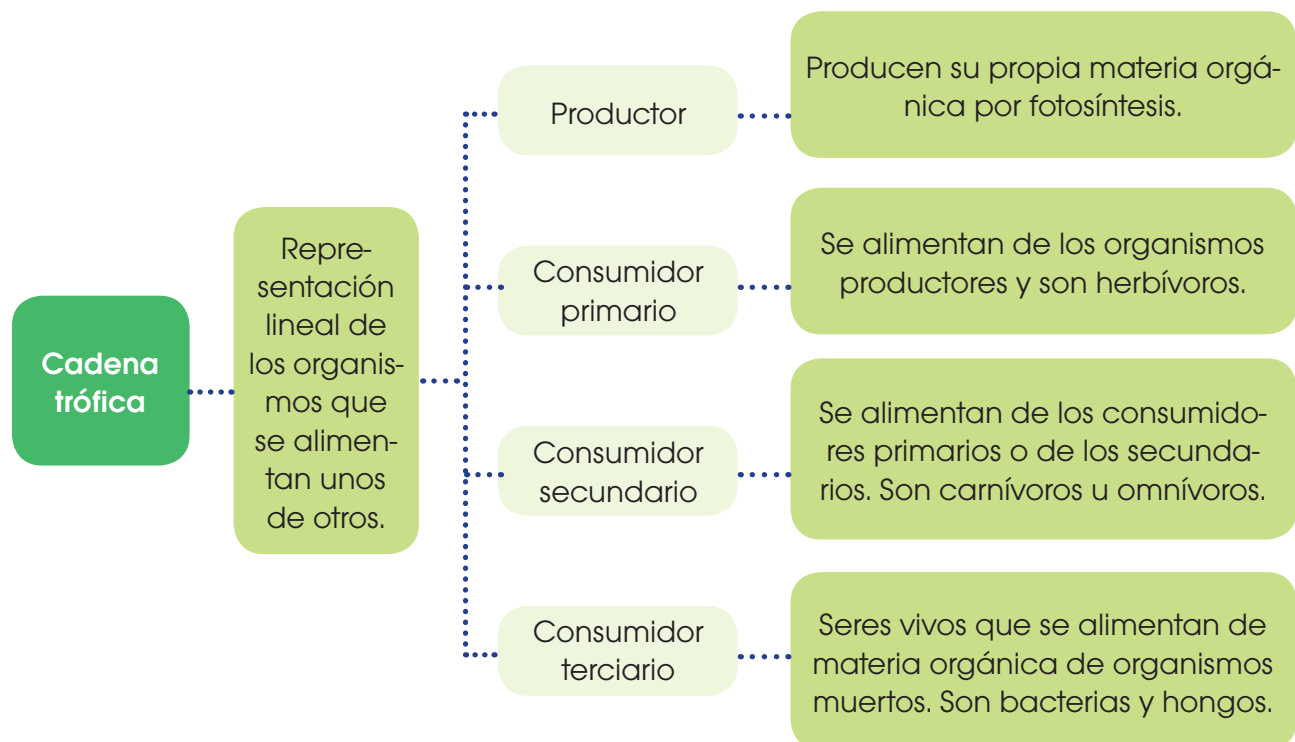 Cadena
trófica
Repre-
sentación
lineal de
los organis-
mos que
se alimen-
tan unos
de otros.
Productor
Producen su propia materia orgá-
nica por fotosíntesis.
Consumidor
primario
Se alimentan de los organismos
productores y son herbívoros.
Consumidor
secundario
Se alimentan de los consumido-
res primarios o de los secunda-
rios. Son carnívoros u omnívoros.
Consumidor
terciario
Seres vivos que se alimentan de
materia orgánica de organismos
muertos. Son bacterias y hongos.